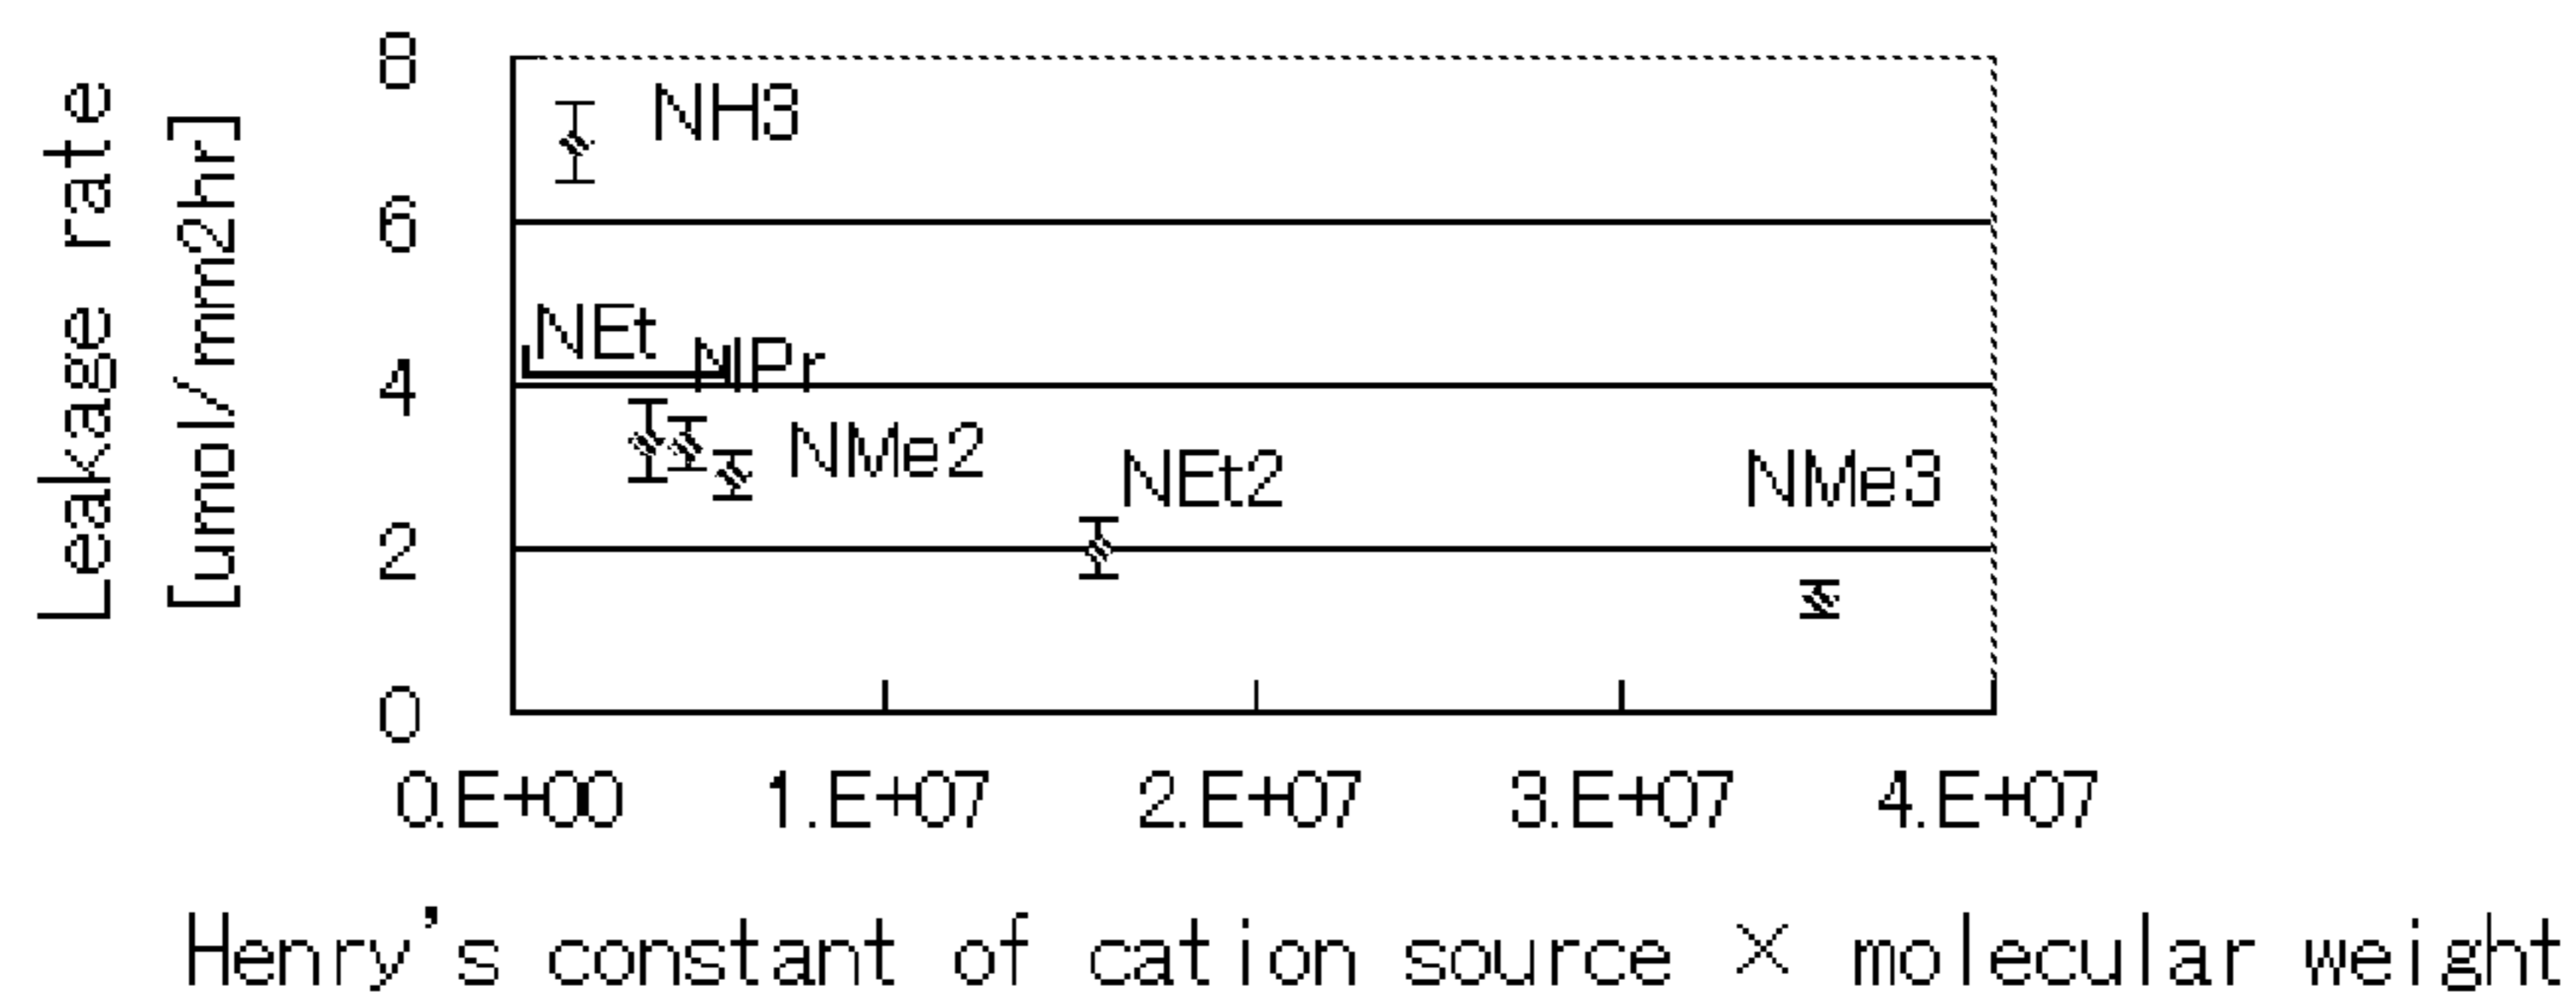 Leakage rate
[umol/mm2hr]
8
6
4
2
0
NH3
NEt
NPr
NMe2
NEt2
NMe3
0.E+00 1.E+07 2.E+07 3.E+07 4.E+07
Henry's constant of cation source × molecular weight